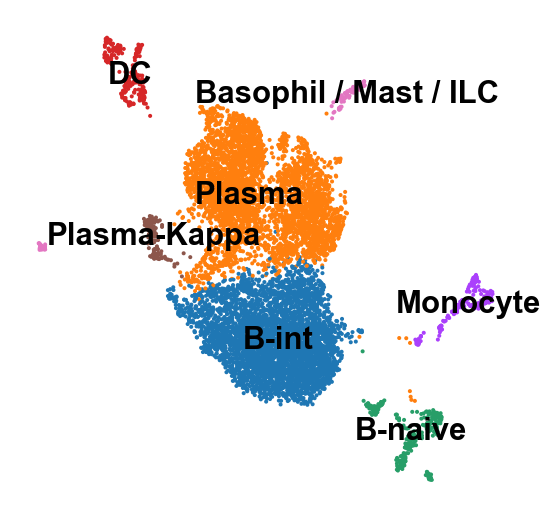 DC
Basophil / Mast / ILC
Plasma
Plasma-Kappa
Monocyte
B-int
B-naive